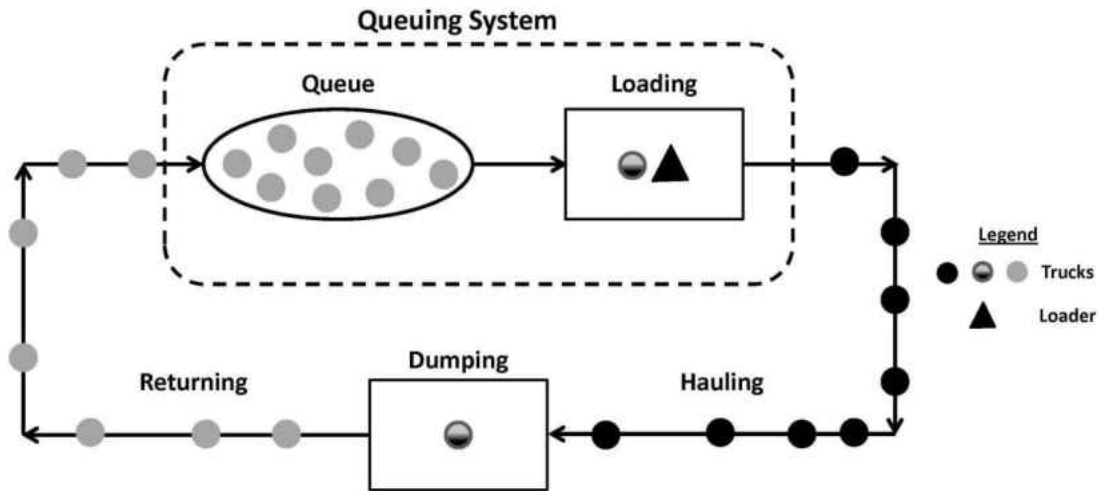 Queuing System
Queue
Loading
Legend
Trucks
Loader
Returning
Dumping
Hauling